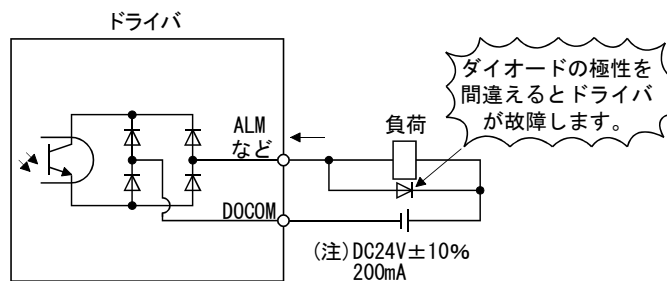 ドライバ
ダイオードの極性を
間違えるとドライバ
が故障します。
ALM
など
負荷
DOCOM
(注)DC24V±10%
200mA